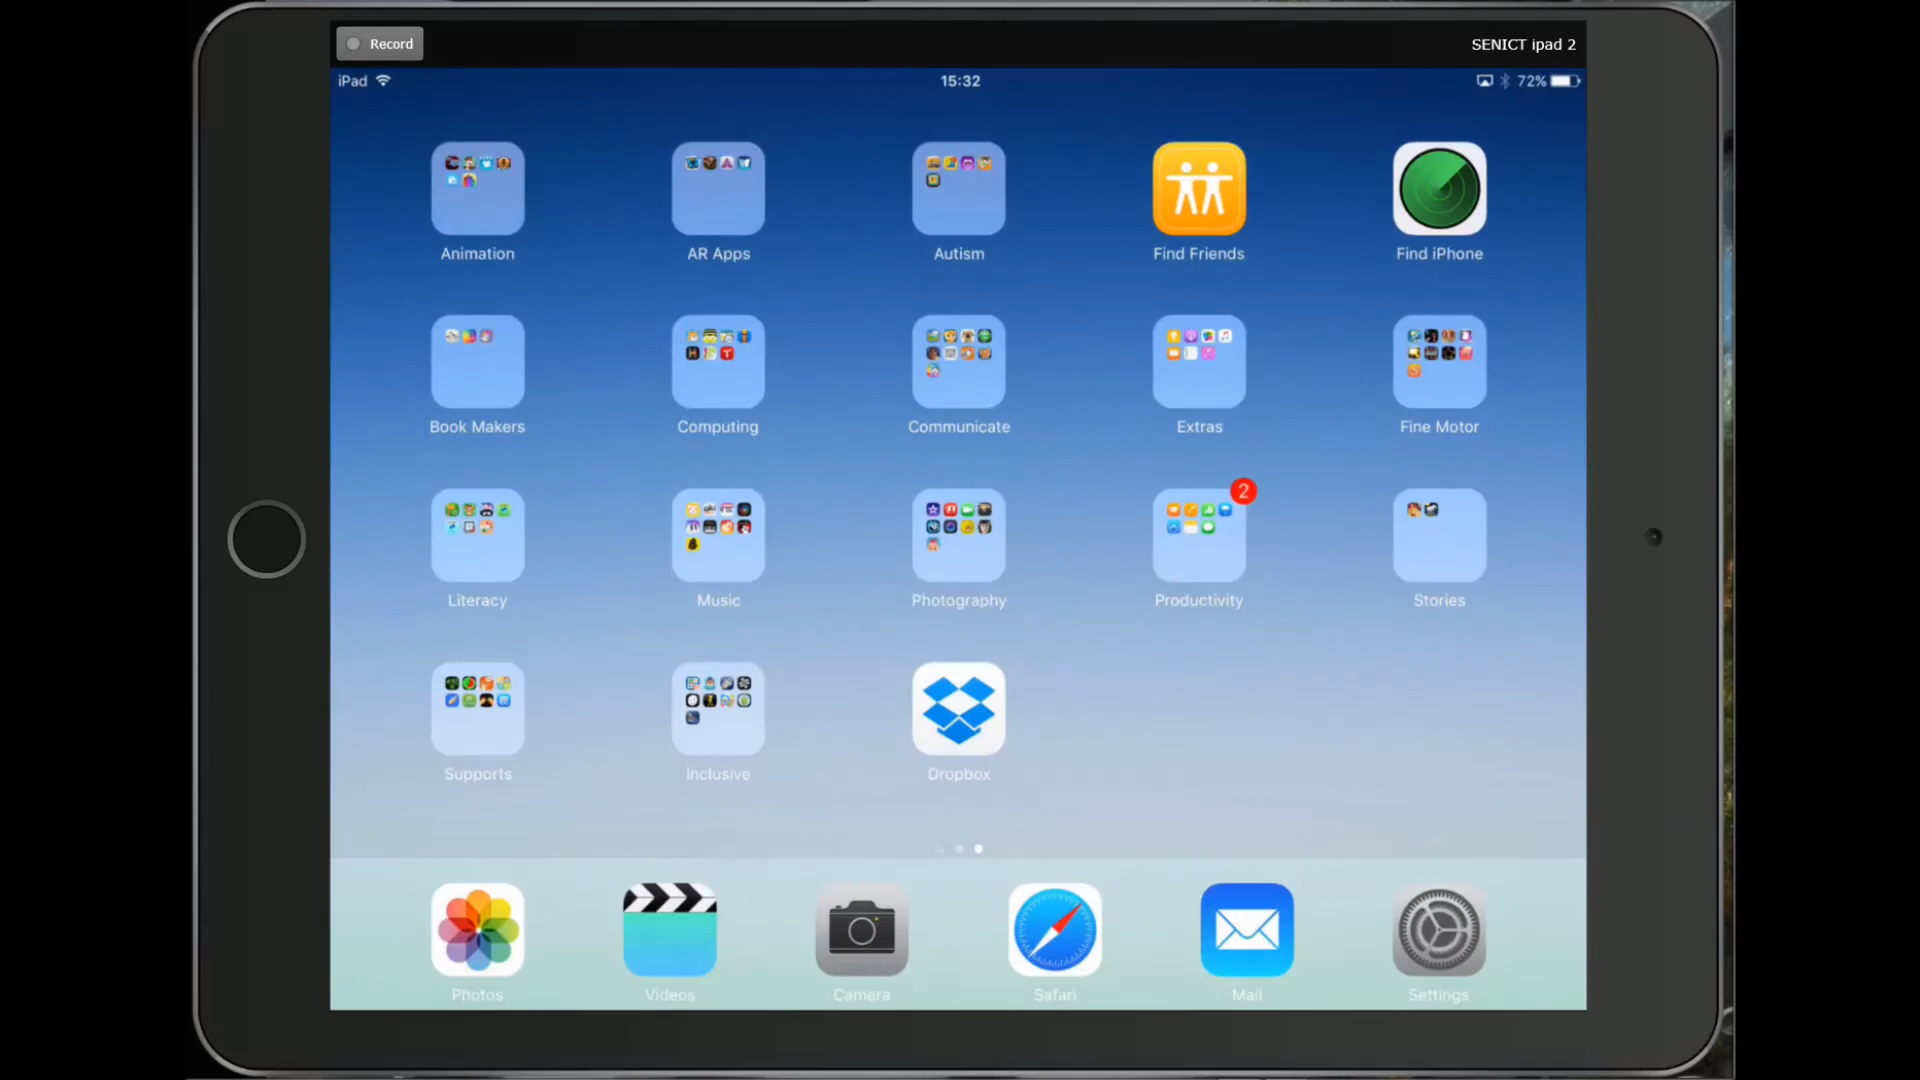 Record
SENICT ipad 2
iPad 15:32 72%
Animation AR Apps Autism Find Friends Find iPhone
Book Makers Computing Communicate Extras Fine Motor
2
Literacy Music Photography Productivity Stories
Supports Inclusive Dropbox
Photos Videos Camera Safari Mail Settings